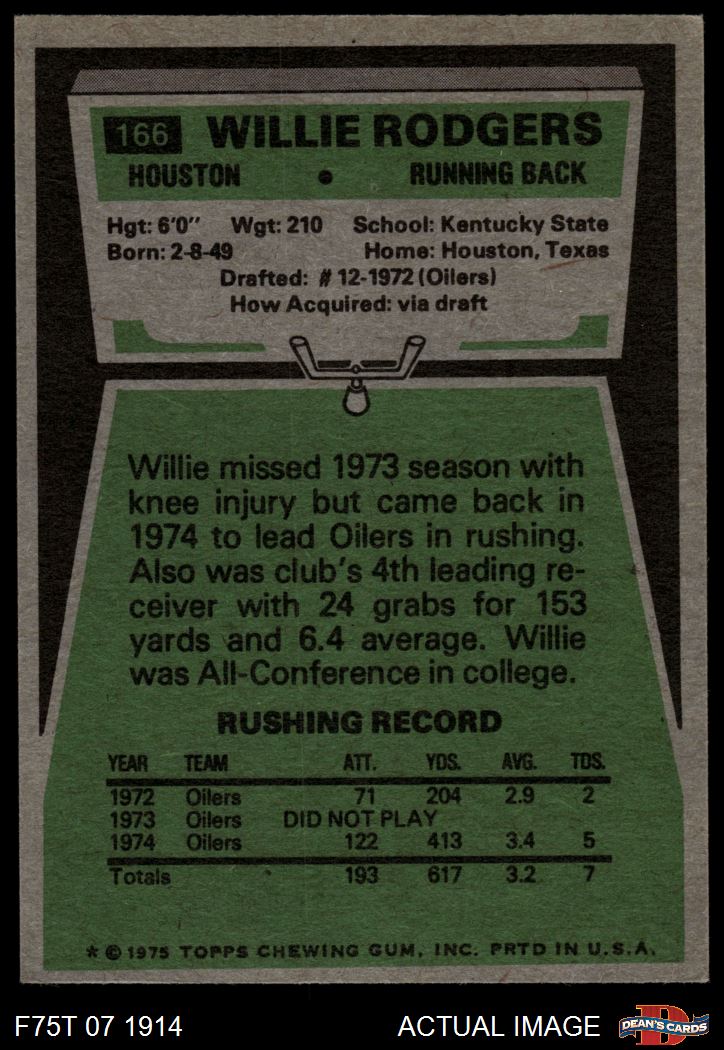 166 WILLIE RODGERS
HOUSTON • RUNNING BACK
Hgt: 6'0" Wgt: 210 School: Kentucky State
Born: 2-8-49 Home: Houston, Texas
Drafted: # 12-1972 (Oilers)
How Acquired: via draft
Willie missed 1973 season with
knee injury but came back in
1974 to lead Oilers in rushing.
Also was club's 4th leading re-
ceiver with 24 grabs for 153
yards and 6.4 average. Willie
was All-Conference in college.
RUSHING RECORD
YEAR TEAM ATT. YDS. AVG. TDS.
1972 Oilers 71 204 2.9 2
1973 Oilers DID NOT PLAY
1974 Oilers 122 413 3.4 5
Totals 193 617 3.2 7
* © 1975 TOPPS CHEWING GUM, INC. PRTD IN U.S.A.
F75T 07 1914 ACTUAL IMAGE D DEAN'S CARDS